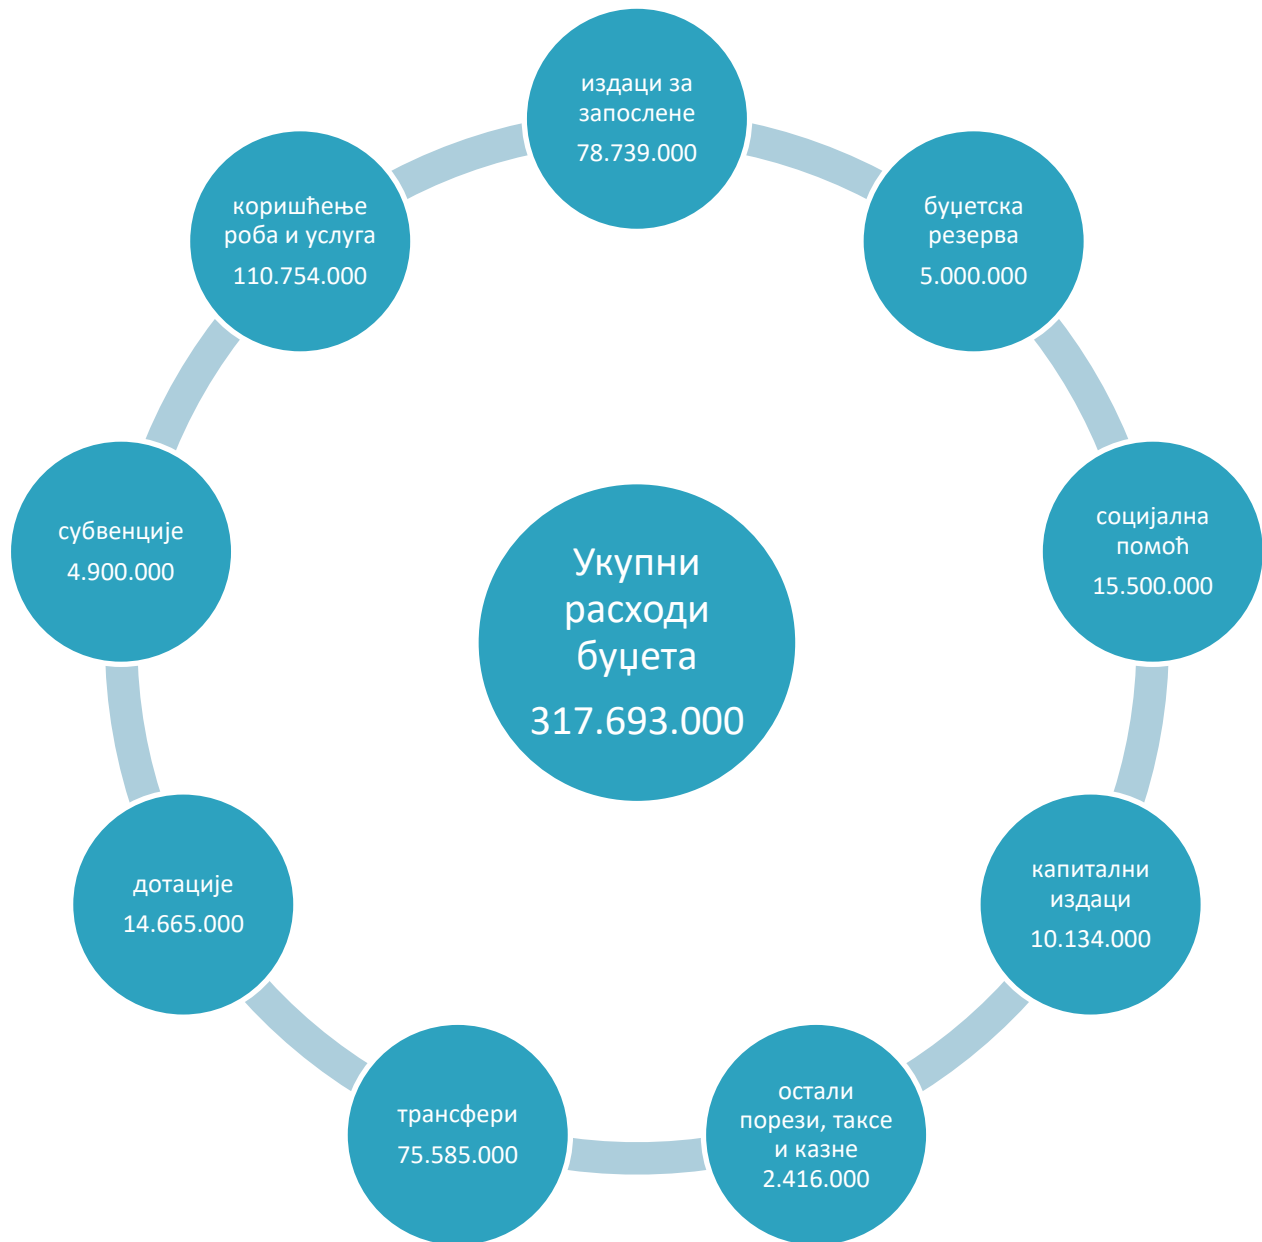 издаци за
запослене
78.739.000
буџетска
резерва
5.000.000
социјална
помоћ
15.500.000
капитални
издаци
10.134.000
остали
порези, таксе
и казне
2.416.000
трансфери
75.585.000
дотације
14.665.000
субвенције
4.900.000
коришћење
роба и услуга
110.754.000
Укупни
расходи
буџета
317.693.000